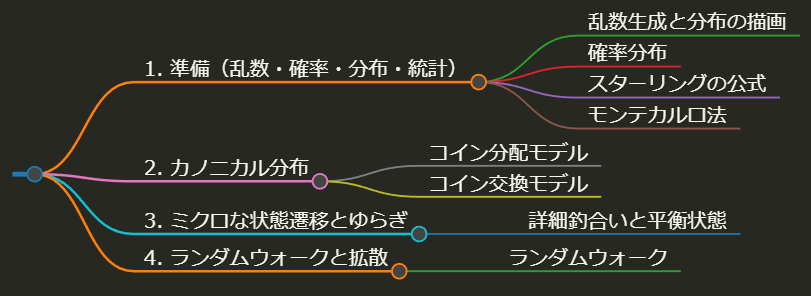 1. 準備（乱数・確率・分布・統計）
乱数生成と分布の描画
確率分布
スターリングの公式
モンテカルロ法
2. カノニカル分布
コイン分配モデル
コイン交換モデル
3. ミクロな状態遷移とゆらぎ
詳細釣合いと平衡状態
4. ランダムウォークと拡散
ランダムウォーク